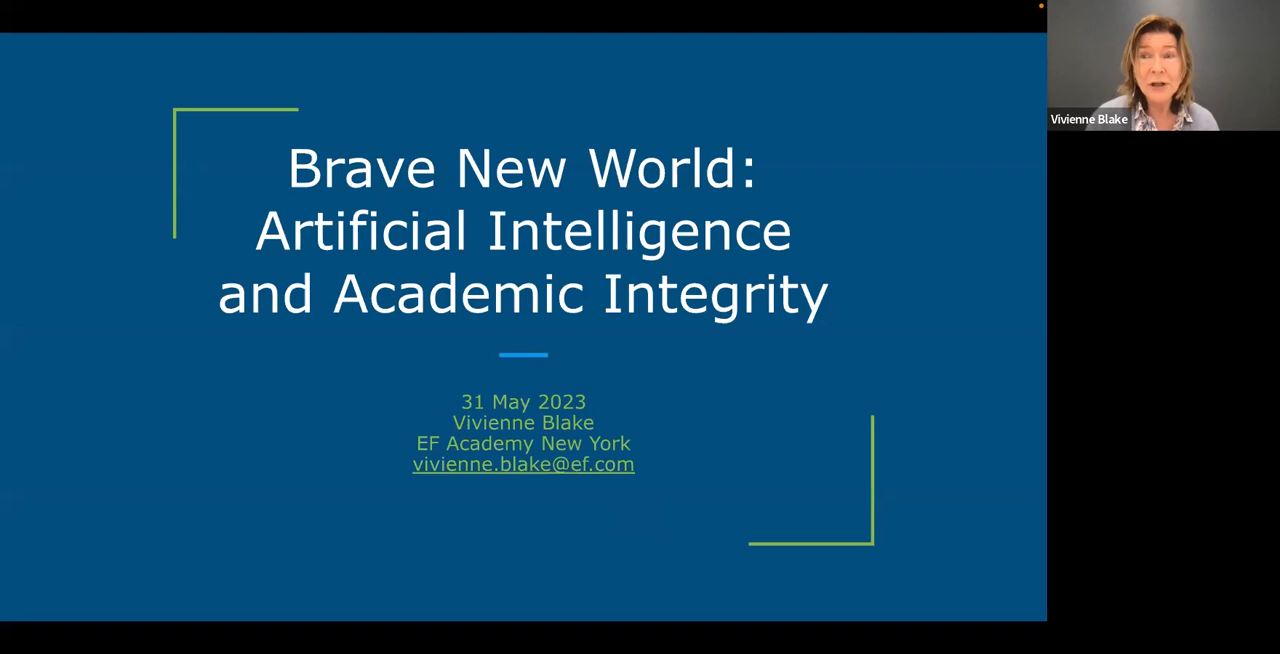 Brave New World:
Artificial Intelligence
and Academic Integrity
31 May 2023
Vivienne Blake
EF Academy New York
vivienne.blake@ef.com
Vivienne Blake